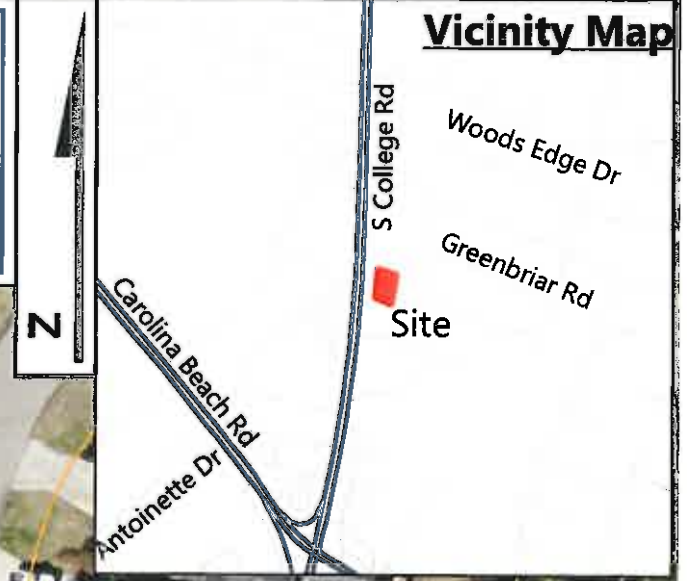 Vicinity Map
S College Rd
Woods Edge Dr
Greenbriar Rd
Site
N
Carolina Beach Rd
Antoinette Dr